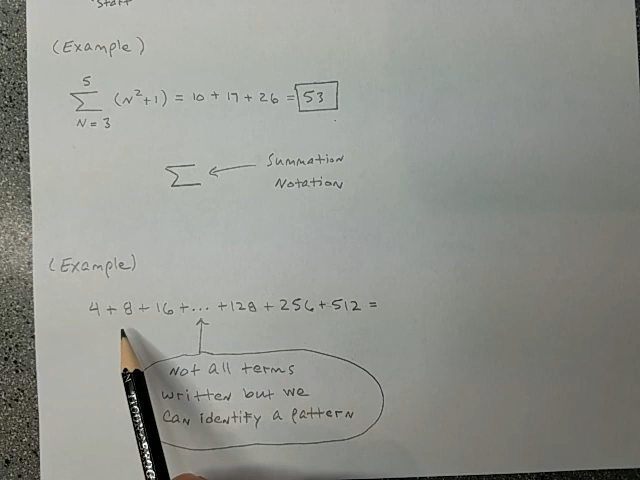 Start
(Example)
5
∑ (N²+1) = 10 + 17 + 26 = 53
N = 3
∑ ← Summation
Notation
(Example)
4 + 8 + 16 + ... + 128 + 256 + 512 =
Not all terms
written but we
can identify a pattern